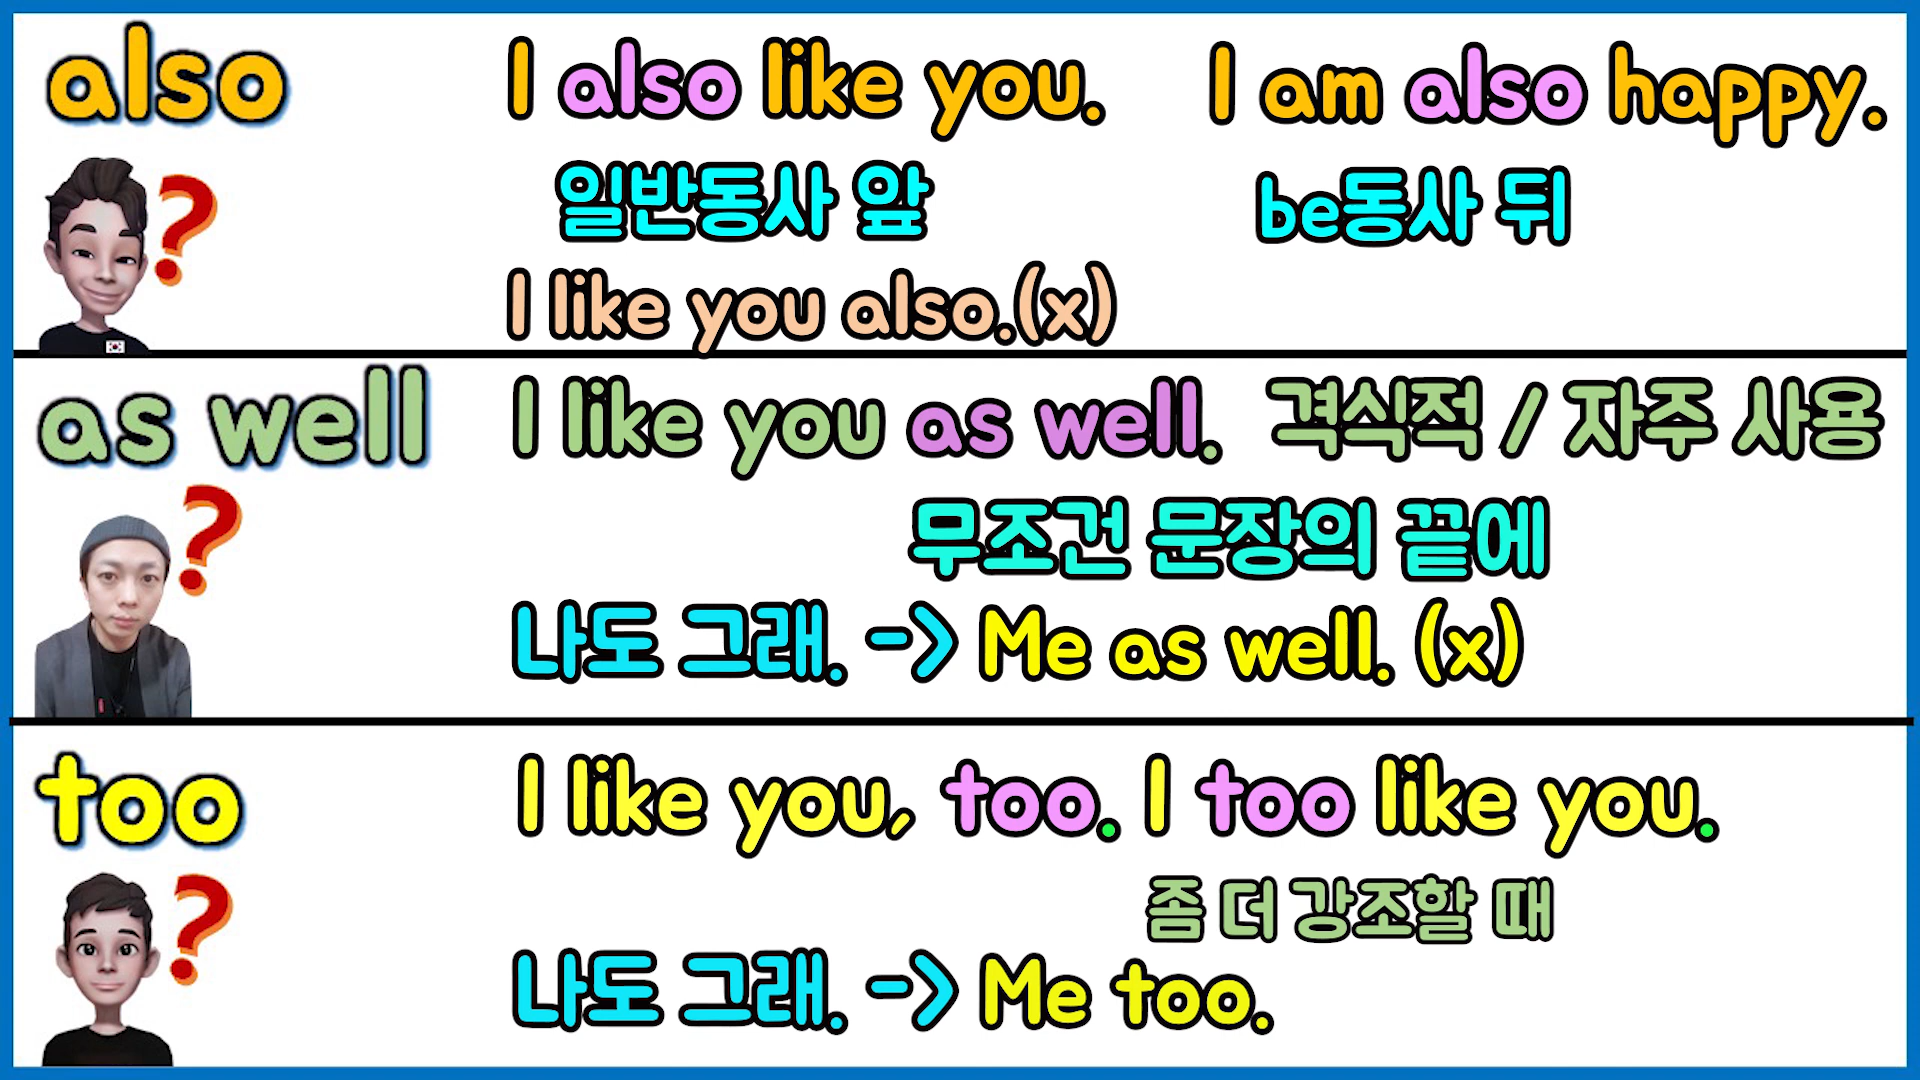 also
I also like you. I am also happy.
일반동사 앞 be동사 뒤
I like you also.(x)
as well
I like you as well. 격식적 / 자주 사용
무조건 문장의 끝에
나도 그래. -> Me as well. (x)
too
I like you, too. I too like you.
좀 더 강조할 때
나도 그래. -> Me too.
? 
? 
?